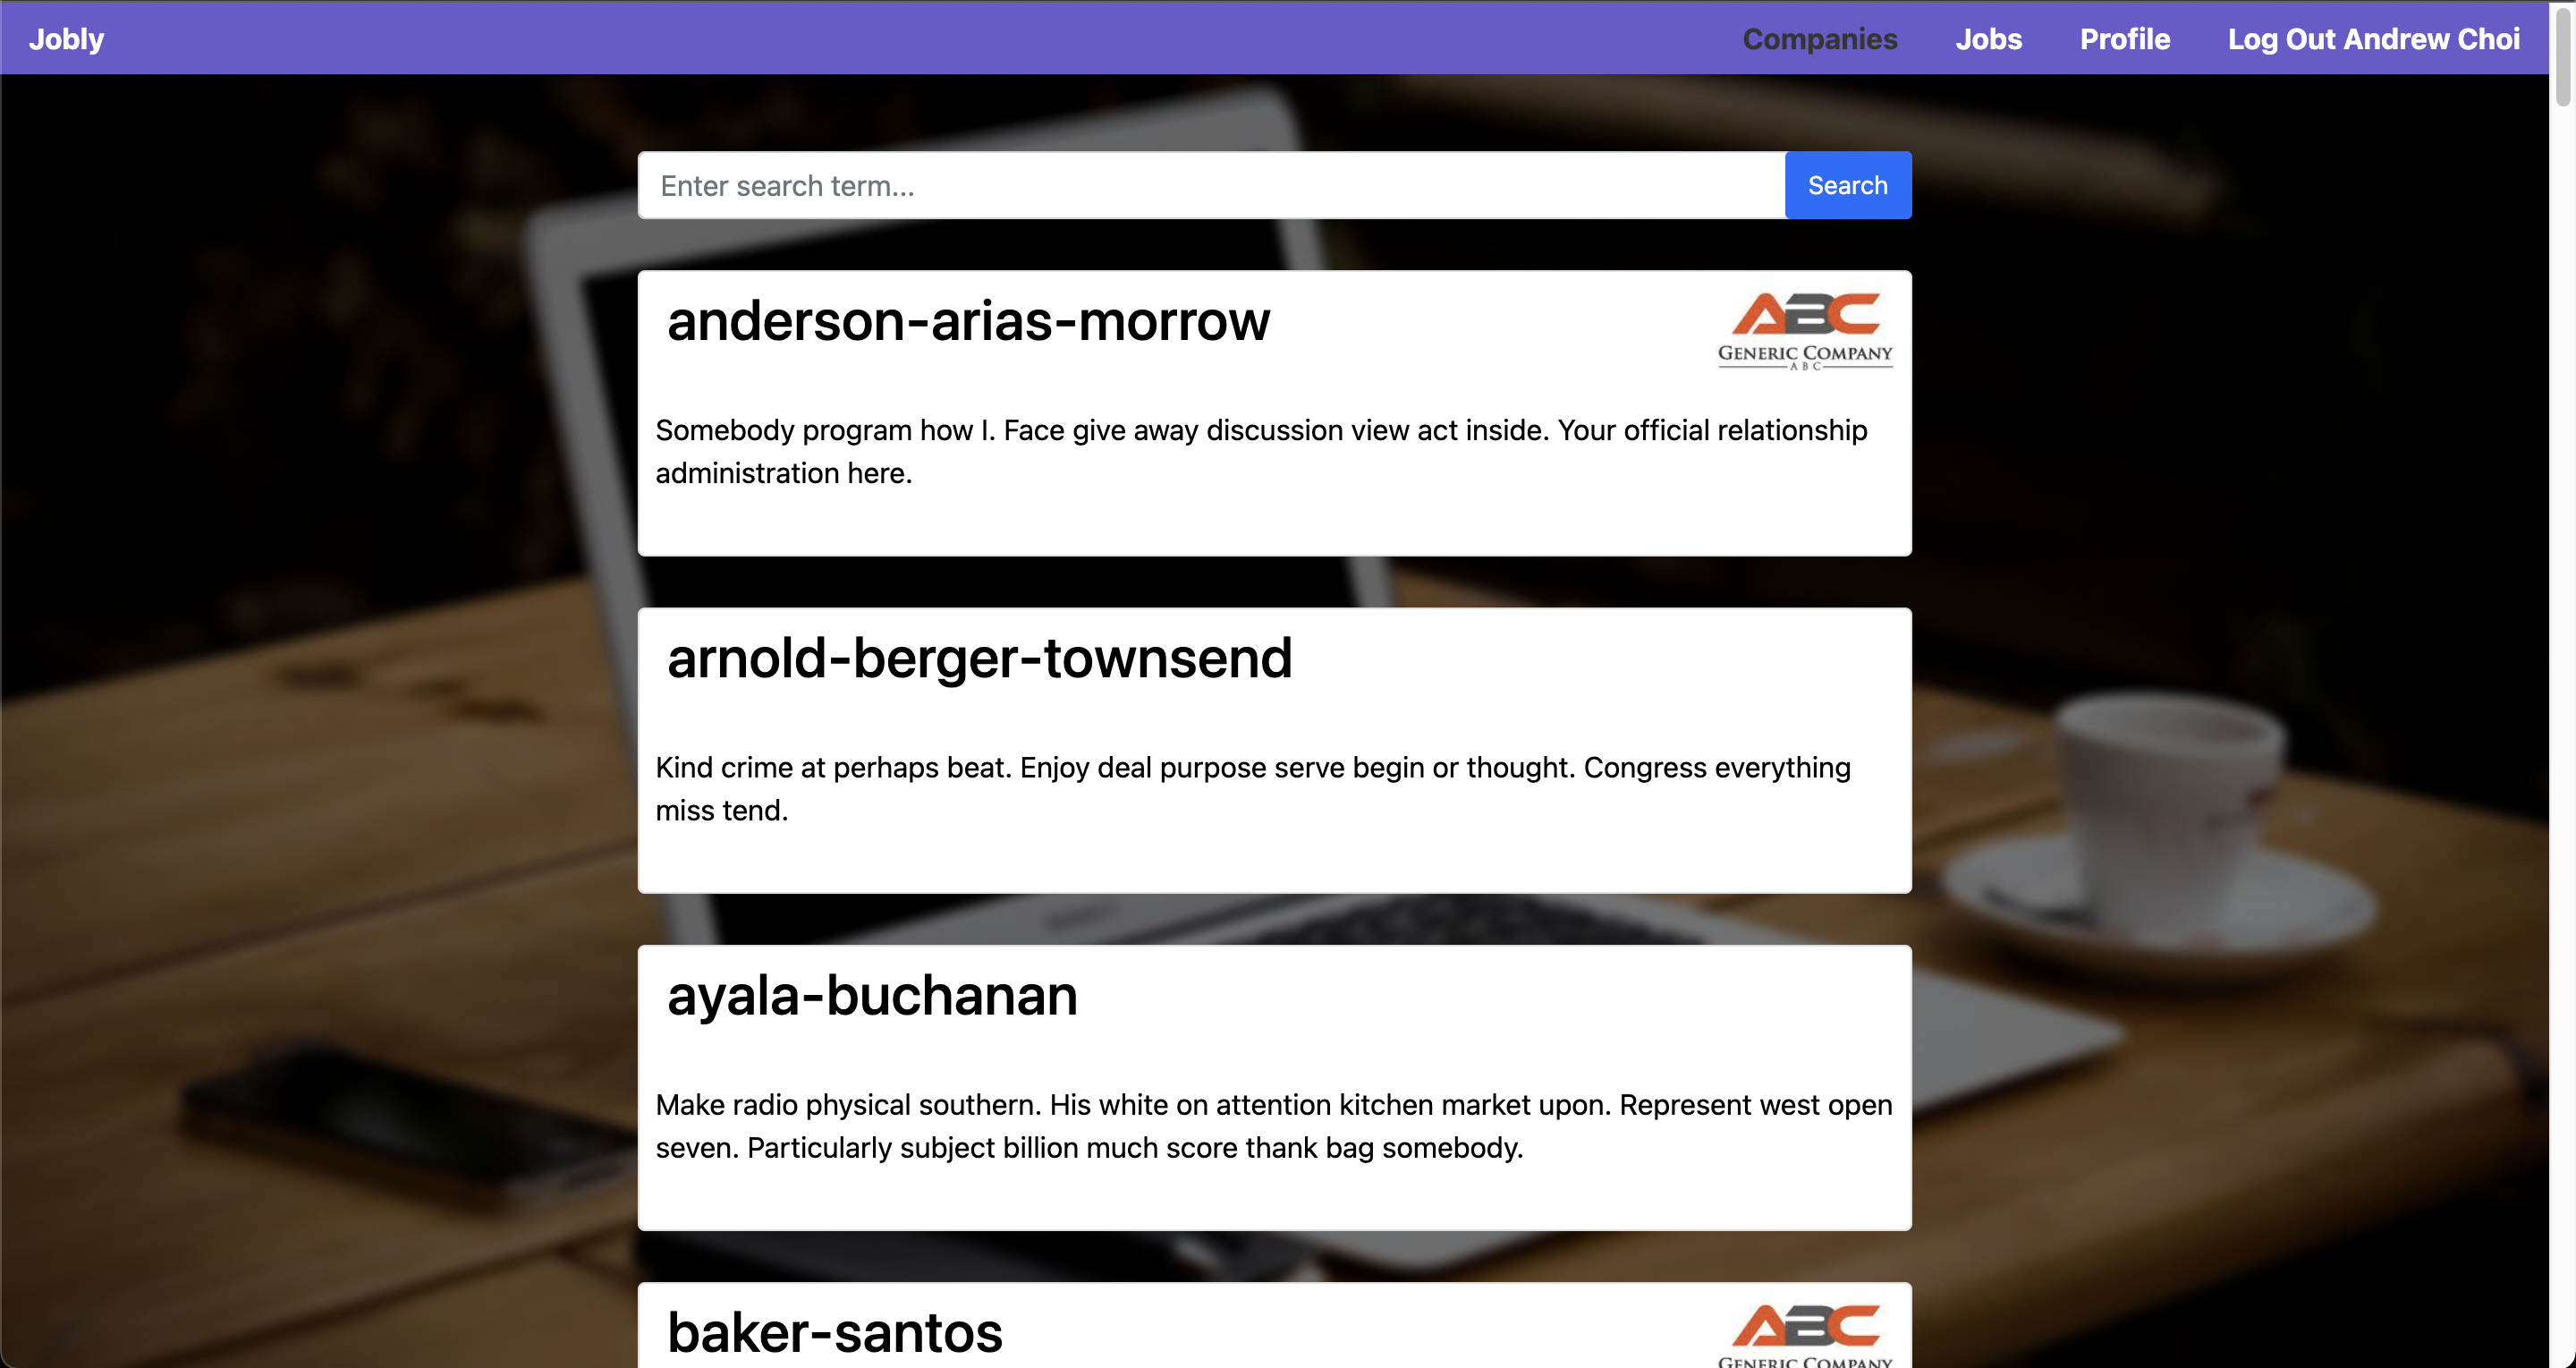 Jobly
Companies
Jobs
Profile
Log Out Andrew Choi
Enter search term...
Search
anderson-arias-morrow
ABC
GENERIC COMPANY
ABC
Somebody program how I. Face give away discussion view act inside. Your official relationship
administration here.
arnold-berger-townsend
Kind crime at perhaps beat. Enjoy deal purpose serve begin or thought. Congress everything
miss tend.
ayala-buchanan
Make radio physical southern. His white on attention kitchen market upon. Represent west open
seven. Particularly subject billion much score thank bag somebody.
baker-santos
ABC
GENERIC COMPANY